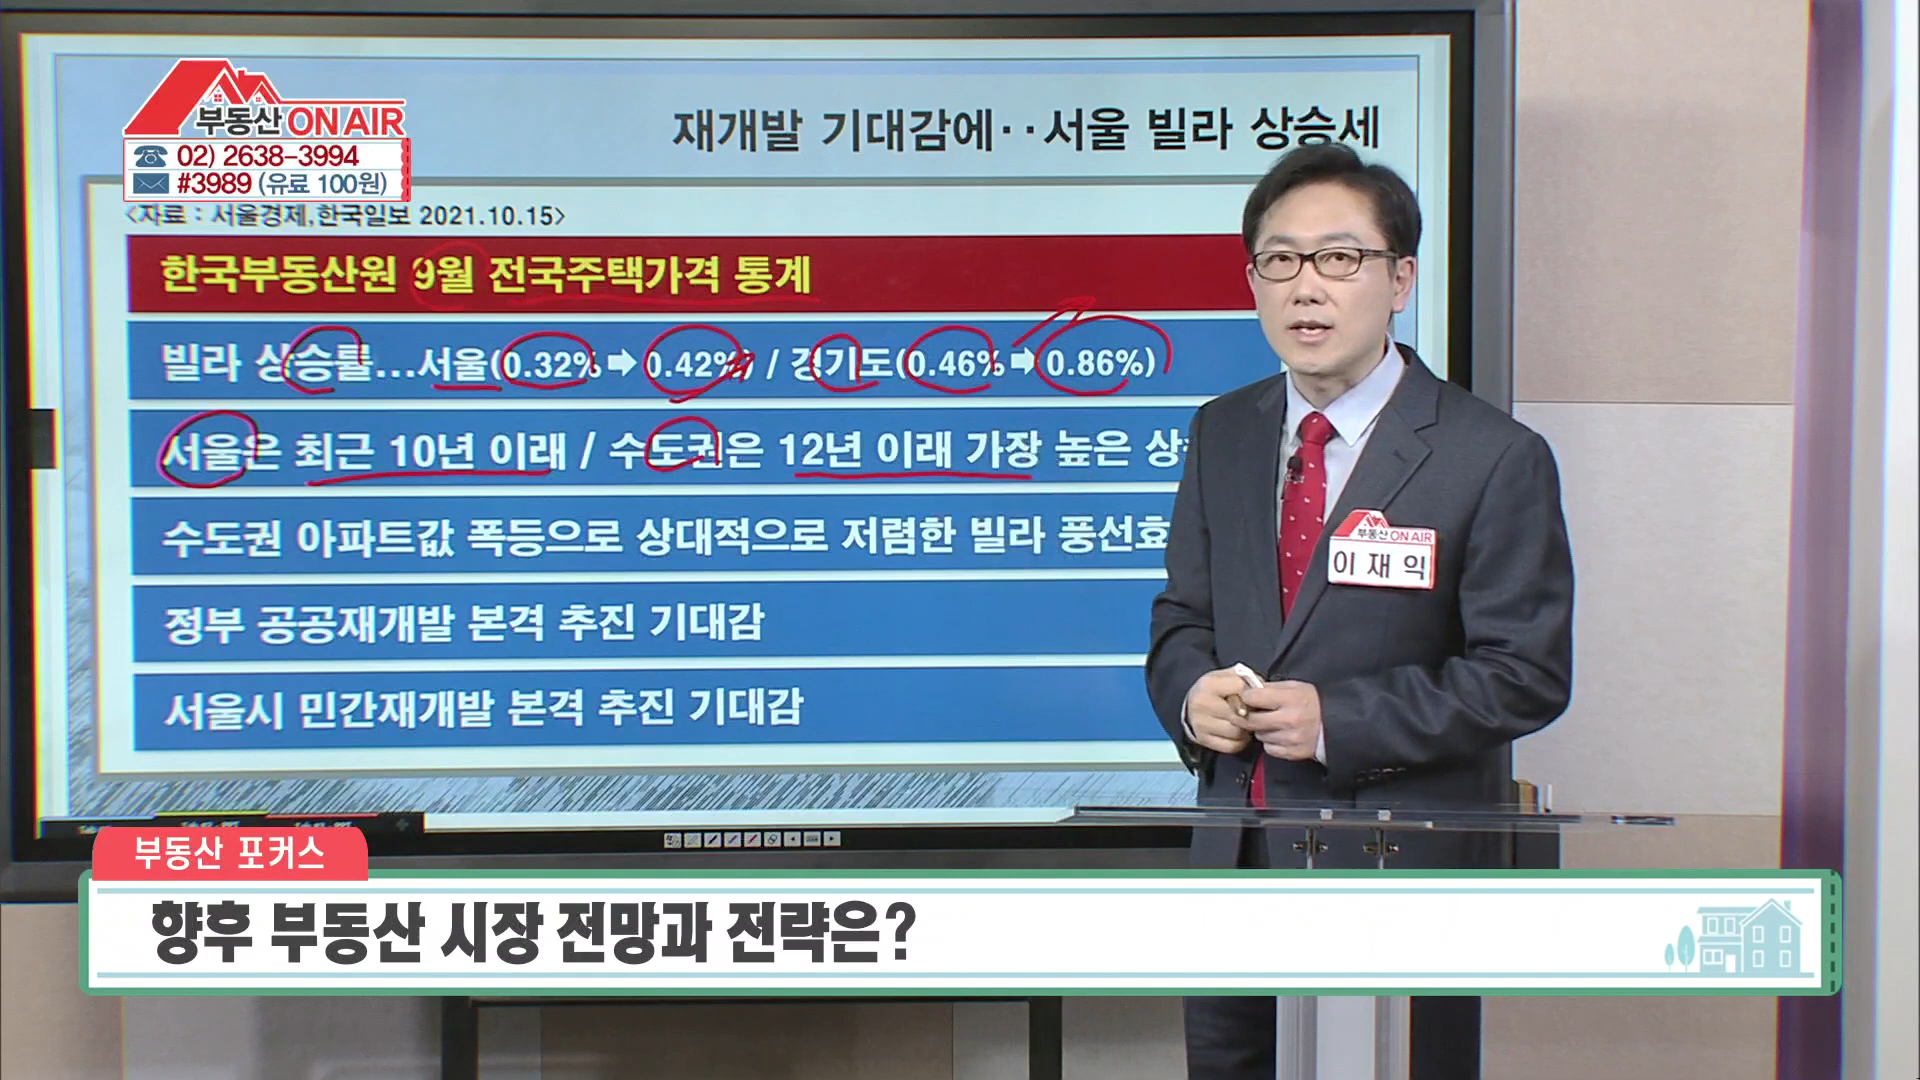 부동산 ON AIR
02) 2638-3994
#3989 (유료 100원)
재개발 기대감에··서울 빌라 상승세
<자료 : 서울경제,한국일보 2021.10.15>
한국부동산원 9월 전국주택가격 통계
빌라 상승률...서울(0.32%➡0.42%) / 경기도(0.46%➡0.86%)
서울은 최근 10년 이래 / 수도권은 12년 이래 가장 높은
수도권 아파트값 폭등으로 상대적으로 저렴한 빌라
정부 공공재개발 본격 추진 기대감
서울시 민간재개발 본격 추진 기대감
부동산 ON AIR
이재익
부동산 포커스
향후 부동산 시장 전망과 전략은?